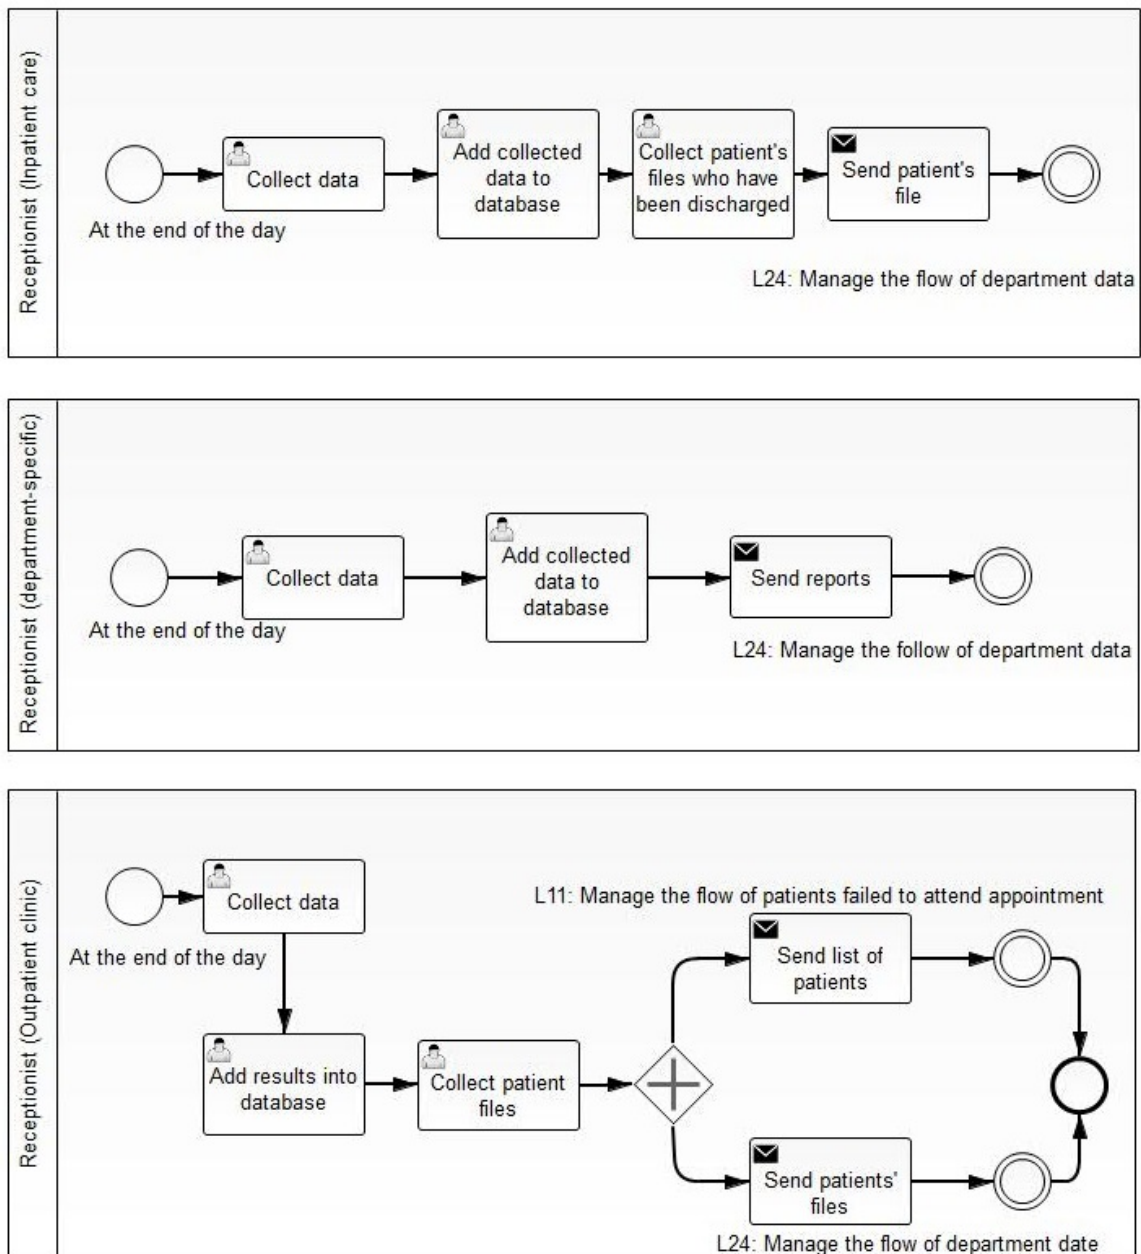 Receptionist (Inpatient care)
At the end of the day
Collect data
Add collected
data to
database
Collect patient's
files who have
been discharged
Send patient's
file
L24: Manage the flow of department data
Receptionist (department-specific)
At the end of the day
Collect data
Add collected
data to
database
Send reports
L24: Manage the follow of department data
Receptionist (Outpatient clinic)
At the end of the day
Collect data
Add results into
database
Collect patient
files
L11: Manage the flow of patients failed to attend appointment
Send list of
patients
Send patients'
files
L24: Manage the flow of department date